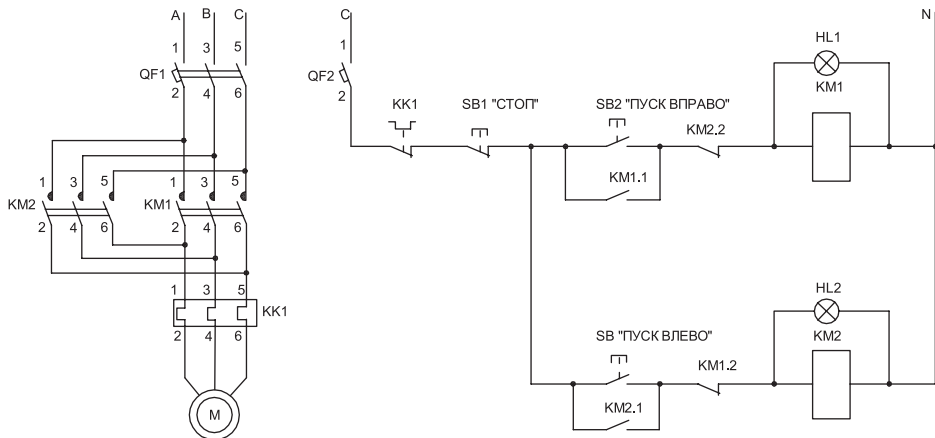 A B C C N
1 3 5 1 HL1
QF1 QF2 KM1
2 4 6 2 KK1 SB1 "СТОП" SB2 "ПУСК ВПРАВО"
KM2.2
1 3 5 1 3 5 KM1.1
KM2 KM1
2 4 6 2 4 6
1 3 5 HL2
KK1
2 4 6 SB "ПУСК ВЛЕВО" KM2
KM1.2
M KM2.1